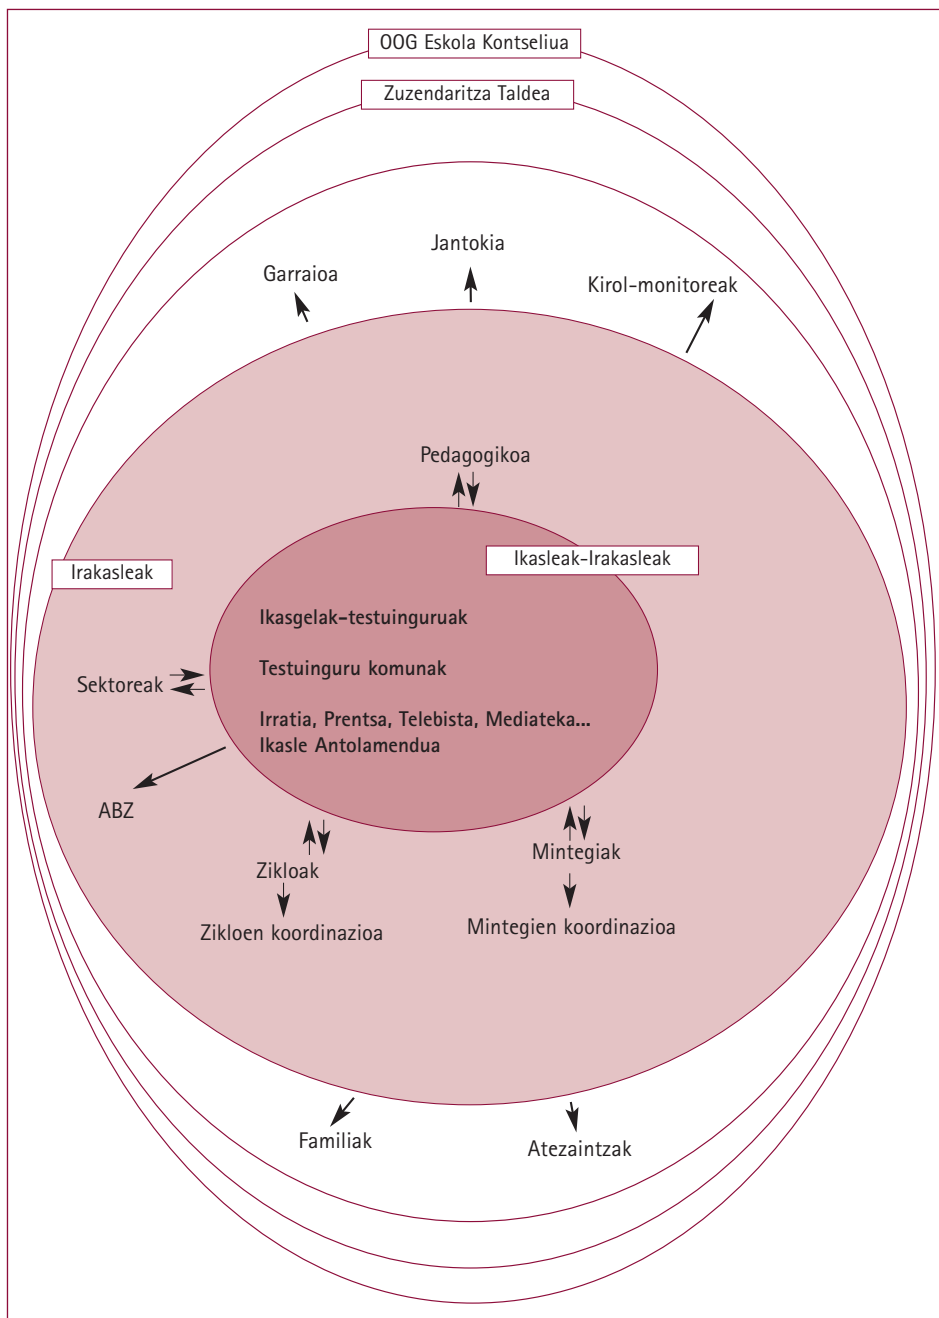 OOG Eskola Kontseliua
Zuzendaritza Taldea
Jantokia
Garraioa
Kirol-monitoreak
Pedagogikoa
Ikasleak-Irakasleak
Irakasleak
Ikasgelak-testuinguruak
Testuinguru komunak
Sektoreak
Irratia, Prentsa, Telebista, Mediateka...
Ikasle Antolamendua
ABZ
Zikloak
Mintegiak
Zikloen koordinazioa
Mintegien koordinazioa
Familiak
Atezaintzak